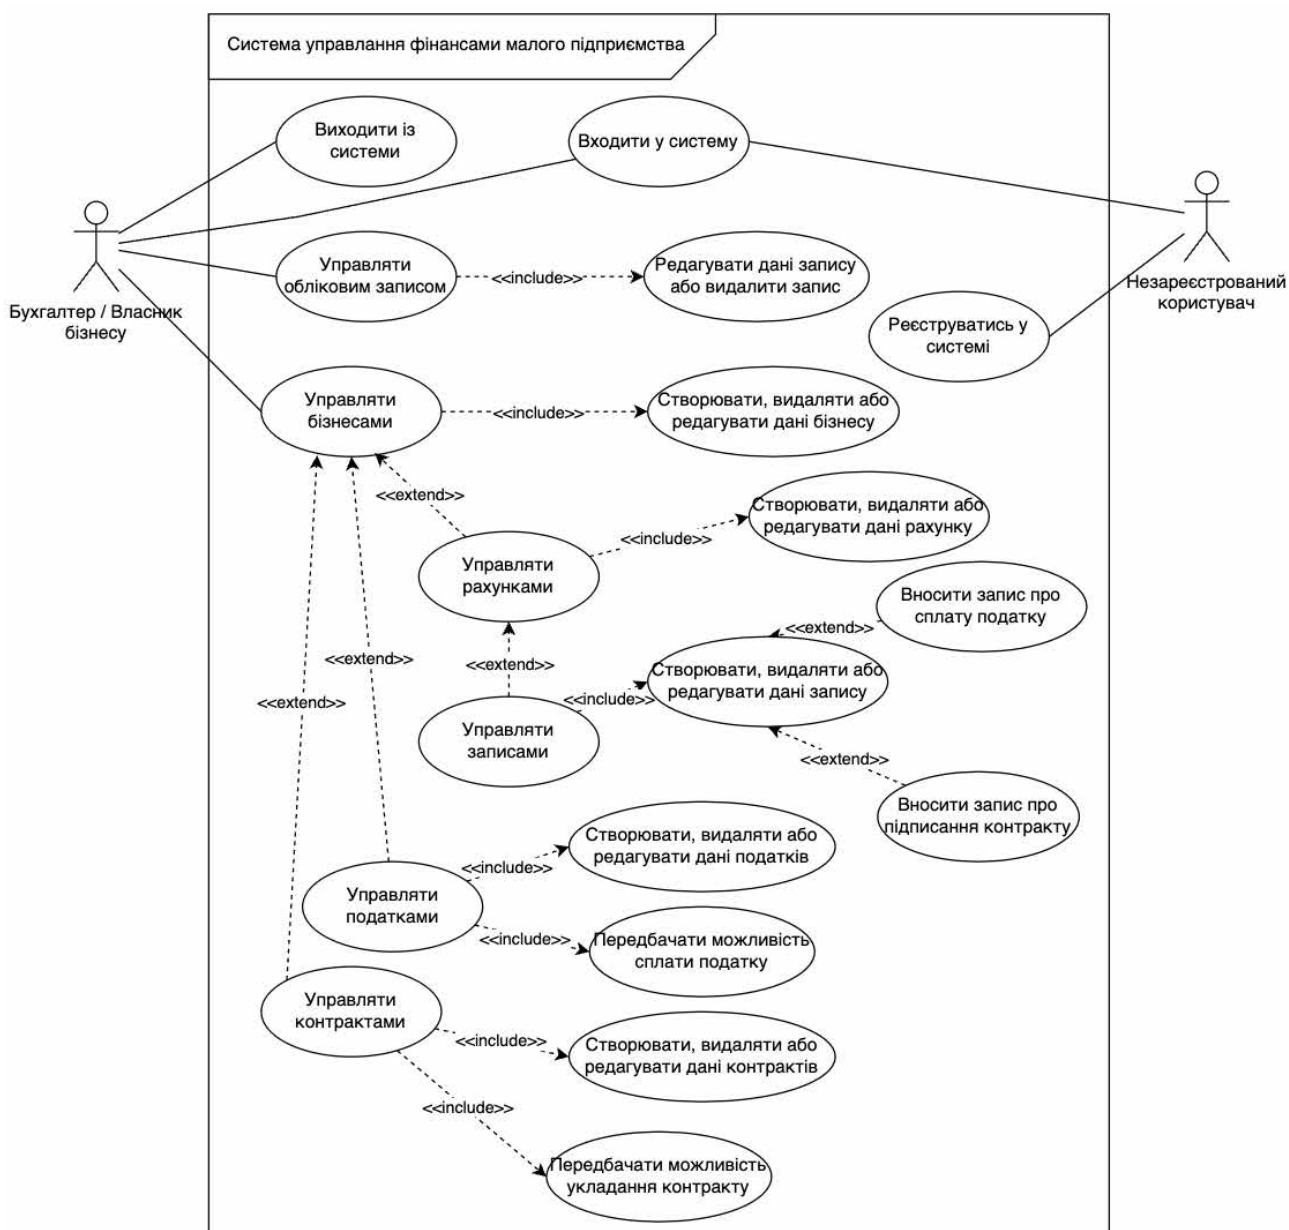 Система управлання фінансами малого підприємства
Виходити із
системи
Входити у систему
Управляти
обліковим записом
<<include>>
Редагувати дані запису
або видалити запис
Бухгалтер / Власник
бізнесу
Незареєстрований
користувач
Реєструватись у
системі
Управляти
бізнесами
<<include>>
Створювати, видаляти або
редагувати дані бізнесу
<<extend>>
Створювати, видаляти або
редагувати дані рахунку
<<include>>
Управляти
рахунками
Вносити запис про
сплату податку
<<extend>>
<<extend>>
<<extend>>
Створювати, видаляти або
редагувати дані запису
<<include>>
<<extend>>
Управляти
записами
<<extend>>
Вносити запис про
підписання контракту
Створювати, видаляти або
редагувати дані податків
<<include>>
Управляти
податками
<<include>>
Передбачати можливість
сплати податку
Управляти
контрактами
<<include>>
Створювати, видаляти або
редагувати дані контрактів
<<include>>
Передбачати можливість
укладання контракту